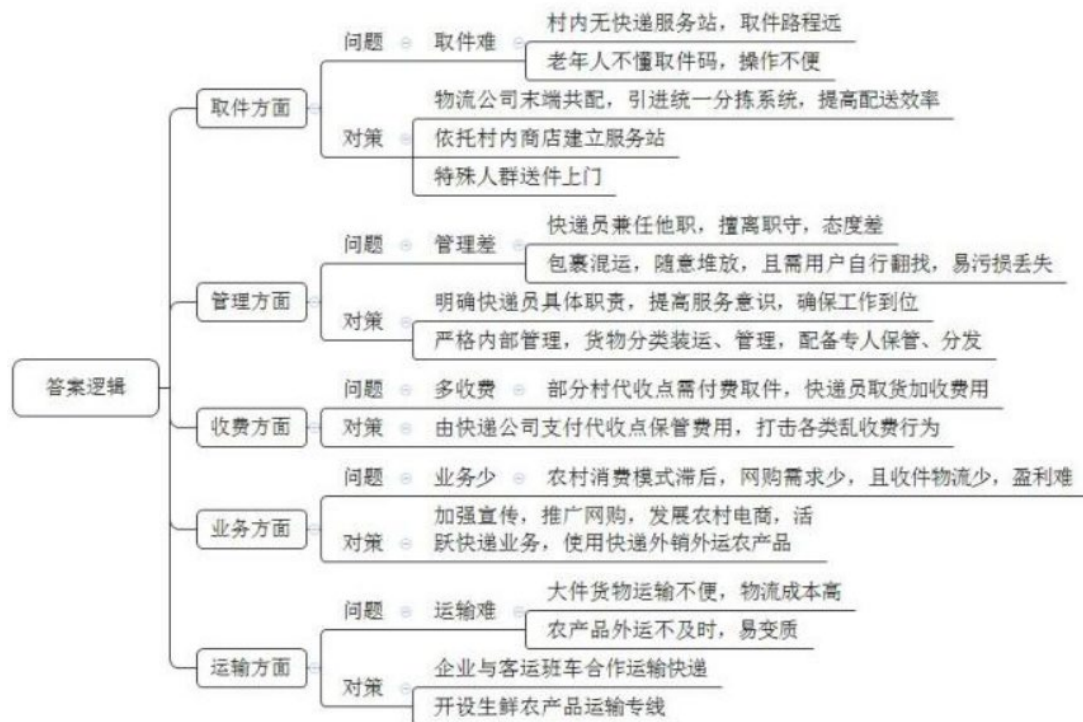 答案逻辑
取件方面
问题
取件难
村内无快递服务站，取件路程远
老年人不懂取件码，操作不便
对策
物流公司末端共配，引进统一分拣系统，提高配送效率
依托村内商店建立服务站
特殊人群送件上门
管理方面
问题
管理差
快递员兼任他职，擅离职守，态度差
包裹混运，随意堆放，且需用户自行翻找，易污损丢失
对策
明确快递员具体职责，提高服务意识，确保工作到位
严格内部管理，货物分类装运、管理，配备专人保管、分发
收费方面
问题
多收费
部分村代收点需付费取件，快递员取货加收费用
对策
由快递公司支付代收点保管费用，打击各类乱收费行为
业务方面
问题
业务少
农村消费模式滞后，网购需求少，且收件物流少，盈利难
对策
加强宣传，推广网购，发展农村电商，活
跃快递业务，使用快递外销外运农产品
运输方面
问题
运输难
大件货物运输不便，物流成本高
农产品外运不及时，易变质
对策
企业与客运班车合作运输快递
开设生鲜农产品运输专线